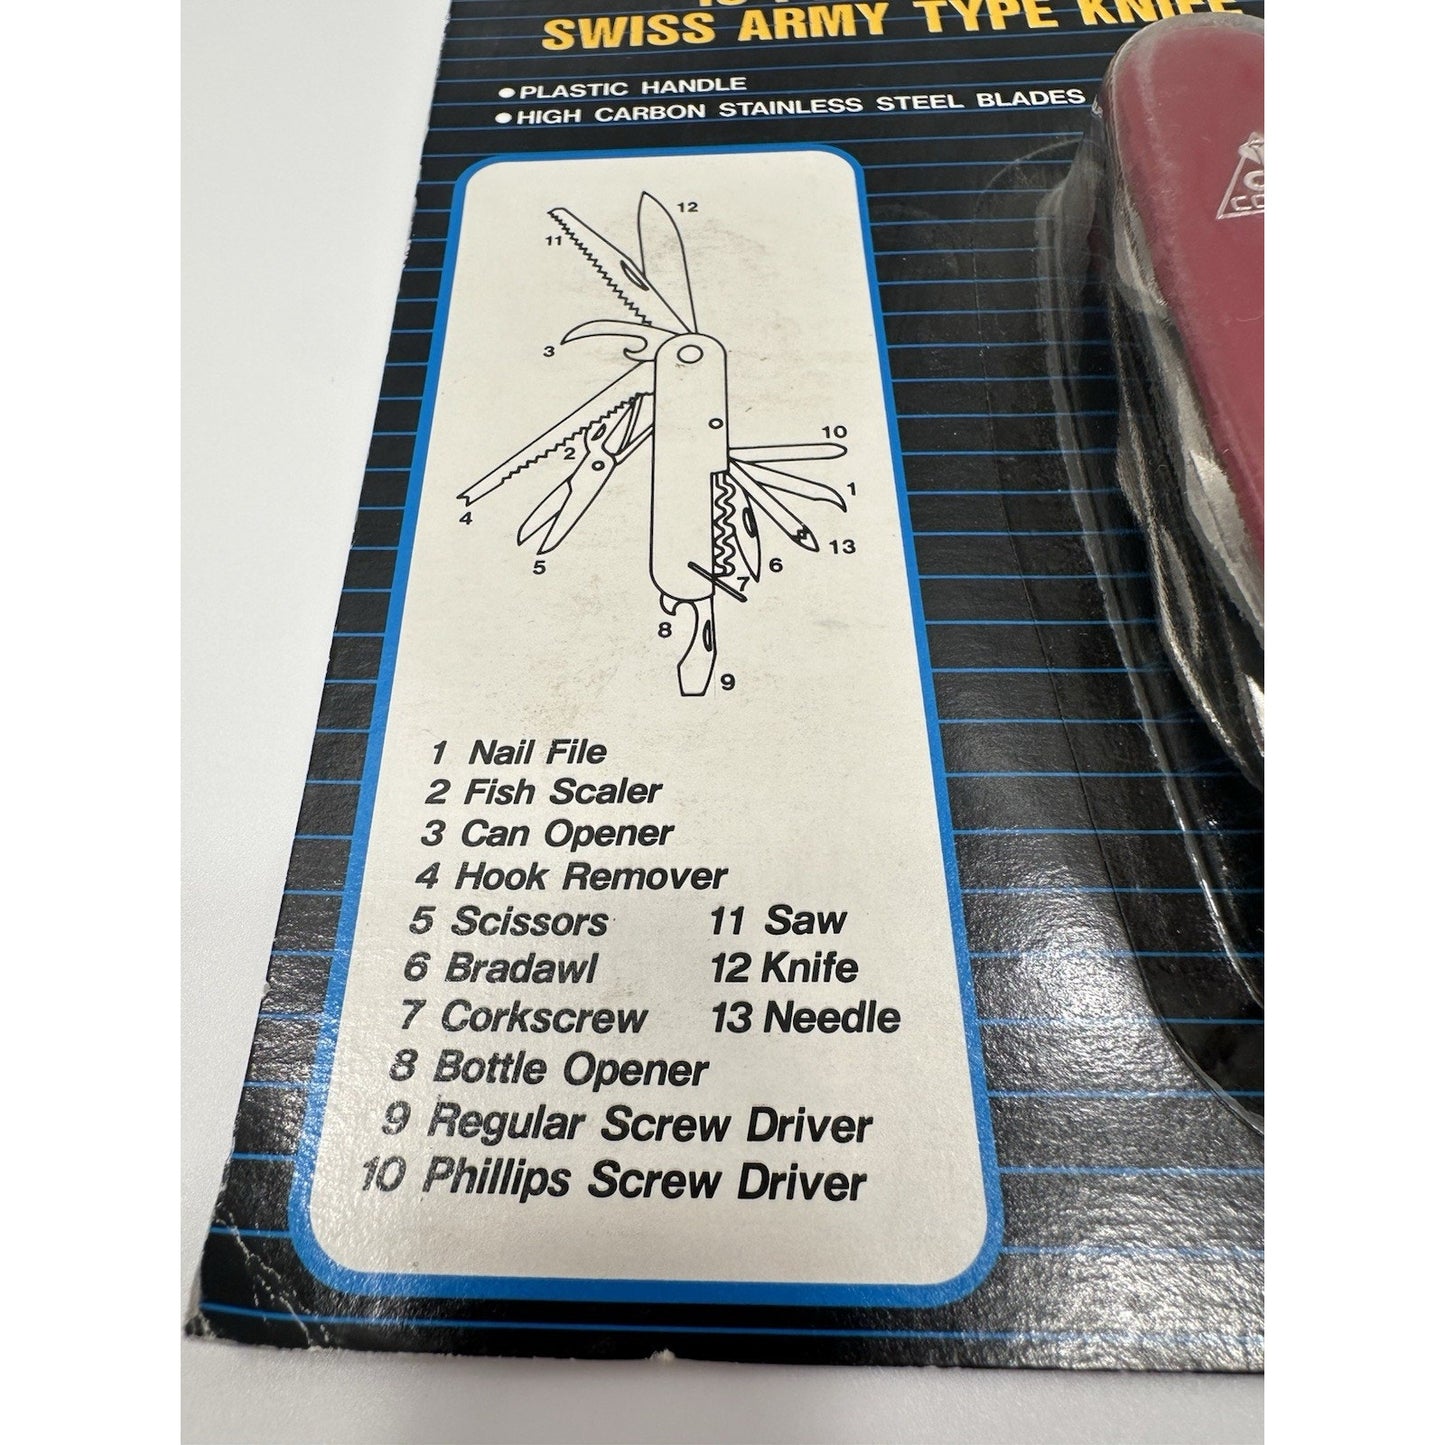 SWISS ARMY TYPE KNIFE
●PLASTIC HANDLE
●HIGH CARBON STAINLESS STEEL BLADES
12
11
3
10
2
1
4
13
5
6
7
8
9
1 Nail File
2 Fish Scaler
3 Can Opener
4 Hook Remover
5 Scissors
11 Saw
6 Bradawl
12 Knife
7 Corkscrew
13 Needle
8 Bottle Opener
9 Regular Screw Driver
10 Phillips Screw Driver